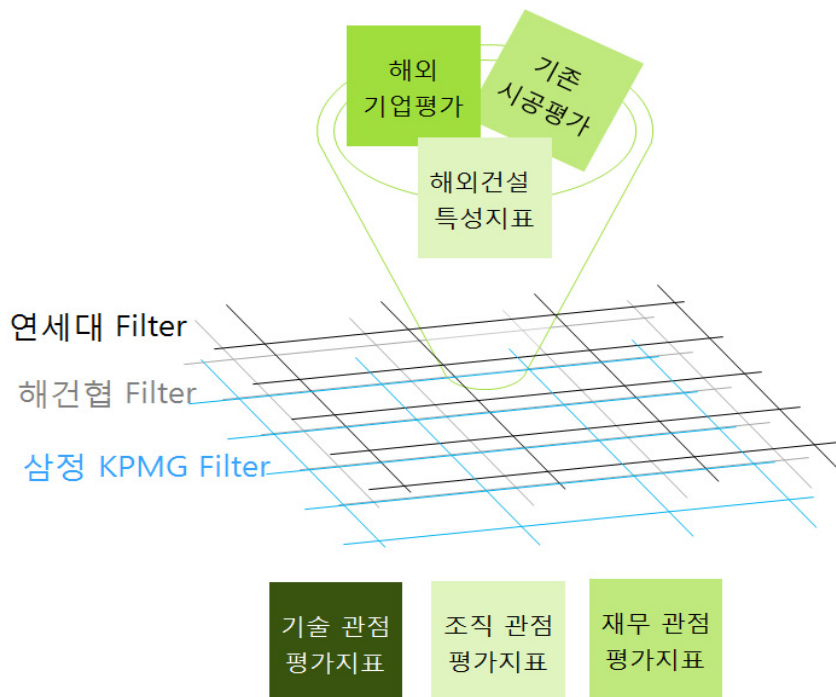 해외
기업평가
기존
시공평가
해외건설
특성지표
연세대 Filter
해건협 Filter
삼정 KPMG Filter
기술 관점
평가지표
조직 관점
평가지표
재무 관점
평가지표